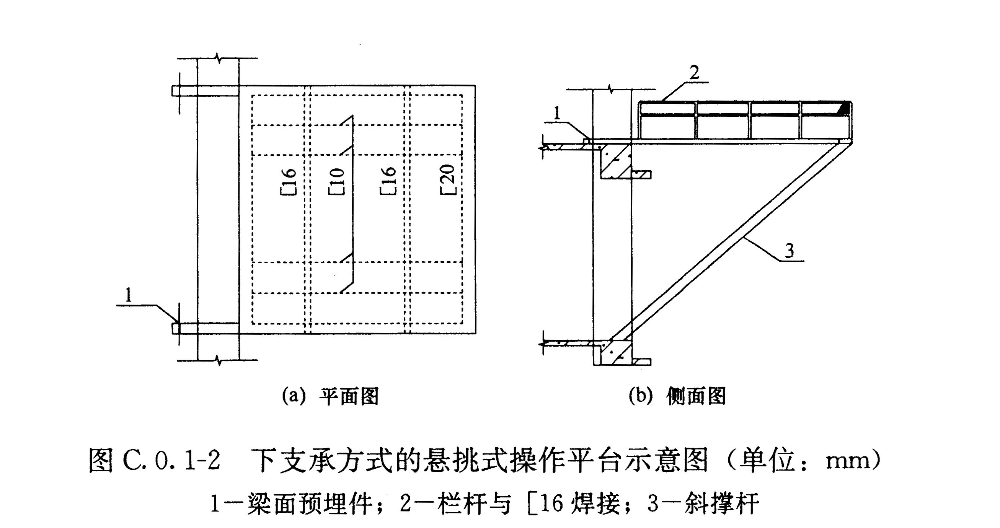 2
1
[16
[10
[16
[20
3
1
(a) 平面图
(b) 侧面图
图 C.0.1-2 下支承方式的悬挑式操作平台示意图（单位：mm）
1—梁面预埋件；2—栏杆与 [16 焊接；3—斜撑杆